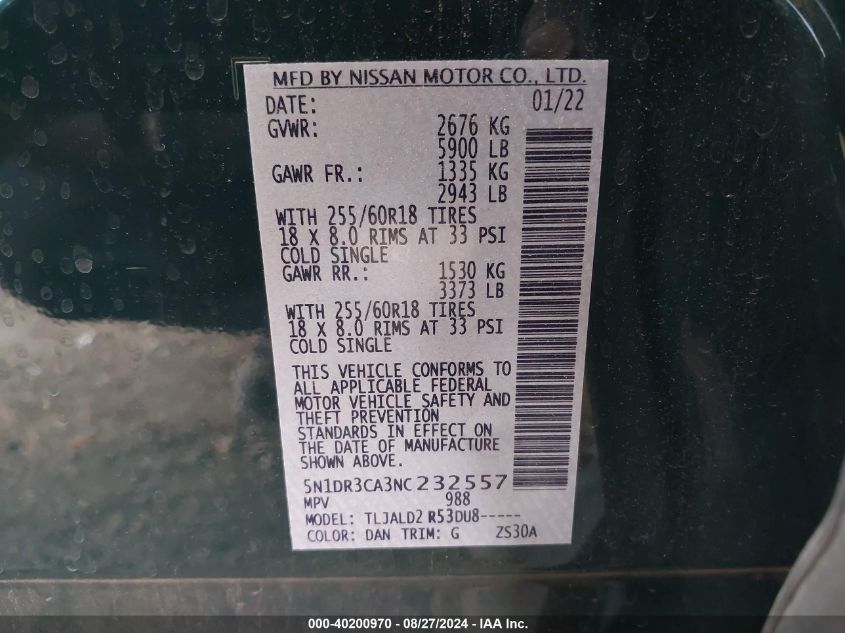 MFD BY NISSAN MOTOR CO., LTD.
DATE: 01/22
GVWR: 2676 KG
5900 LB
GAWR FR.: 1335 KG
2943 LB
WITH 255/60R18 TIRES
18 X 8.0 RIMS AT 33 PSI
COLD SINGLE
GAWR RR.: 1530 KG
3373 LB
WITH 255/60R18 TIRES
18 X 8.0 RIMS AT 33 PSI
COLD SINGLE
THIS VEHICLE CONFORMS TO
ALL APPLICABLE FEDERAL
MOTOR VEHICLE SAFETY AND
THEFT PREVENTION
STANDARDS IN EFFECT ON
THE DATE OF MANUFACTURE
SHOWN ABOVE.
5N1DR3CA3NC232557
MPV 988
MODEL: TLJALD2 R53DU8-----
COLOR: DAN TRIM: G ZS30A
000-40200970 - 08/27/2024 - IAA Inc.